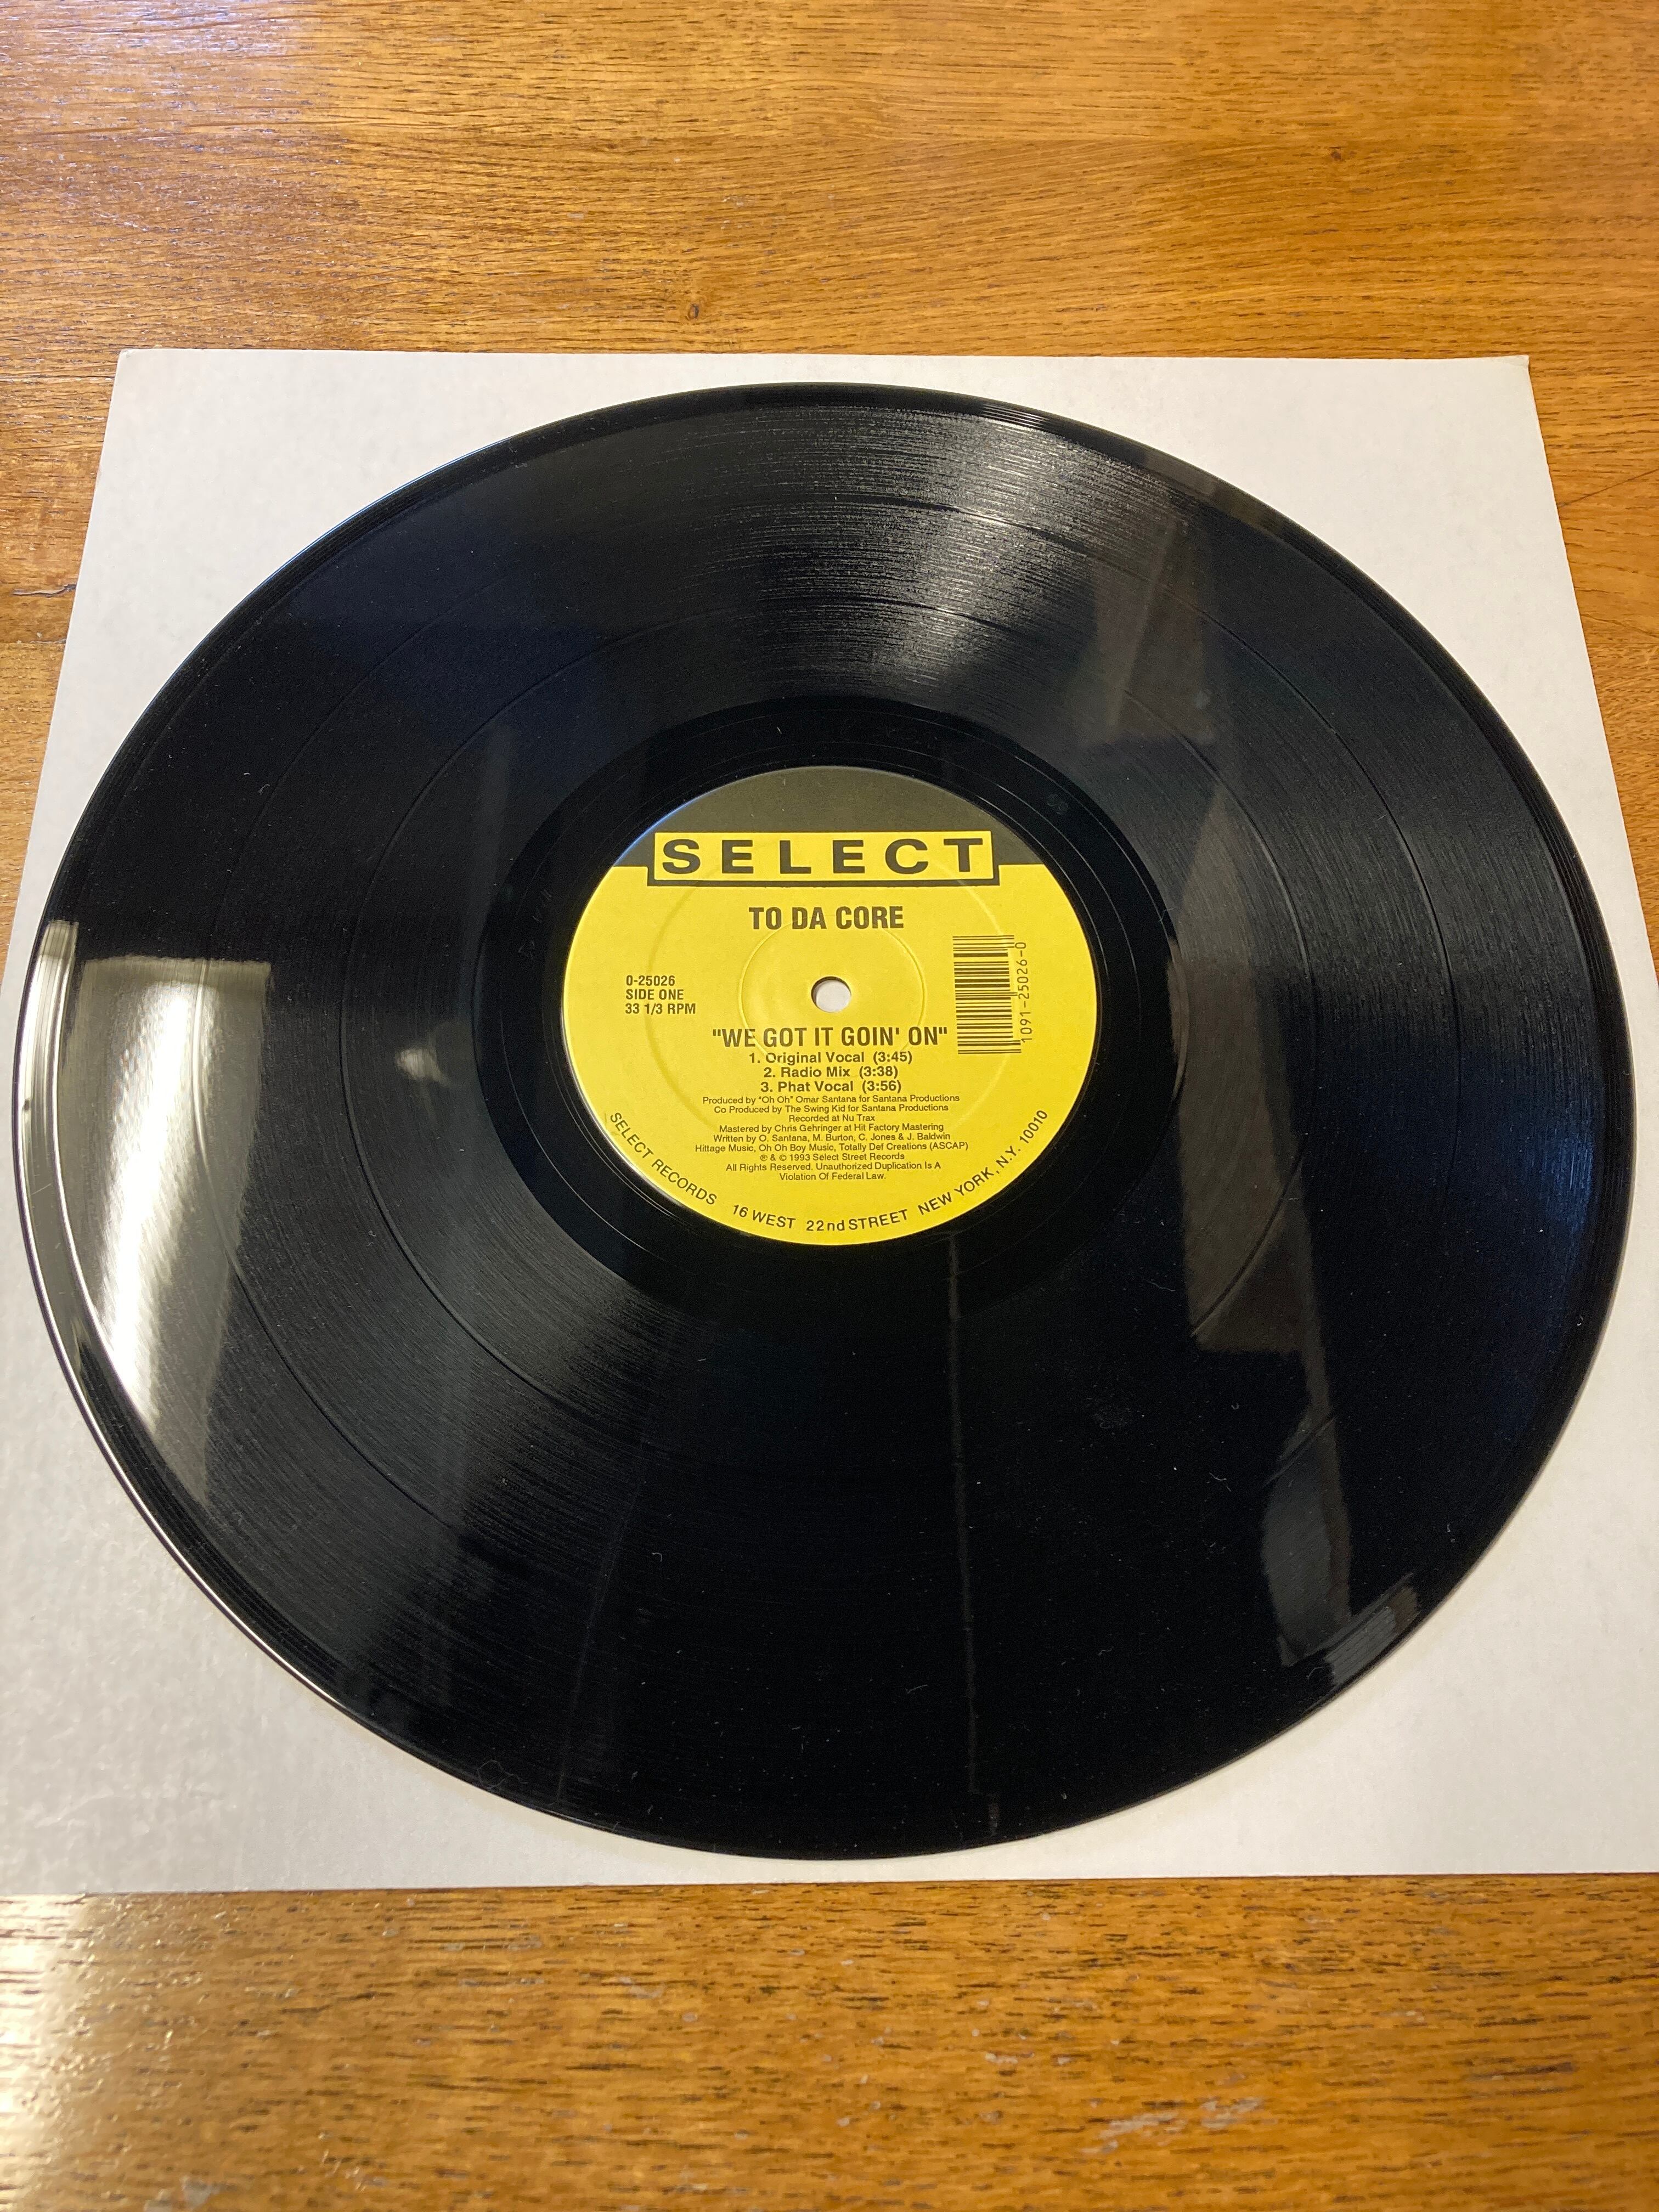 SELECT
TO DA CORE
0-25026
SIDE ONE
33 1/3 RPM
1091-25026-0
"WE GOT IT GOIN' ON"
1. Original Vocal (3:45)
2. Radio Mix (3:38)
3. Phat Vocal (3:56)
Produced by "Oh Oh" Omar Santana for Santana Productions
Co Produced by The Swing Kid for Santana Productions
Recorded at Nu Trax
Mastered by Chris Gehringer at Hit Factory Mastering
Written by O. Santana, M. Burton, C. Jones & J. Baldwin
Hittage Music, Oh Oh Boy Music, Totally Def Creations (ASCAP)
℗ & © 1993 Select Street Records
All Rights Reserved. Unauthorized Duplication Is A
Violation Of Federal Law.
SELECT RECORDS 16 WEST 22nd STREET NEW YORK, N.Y. 10010